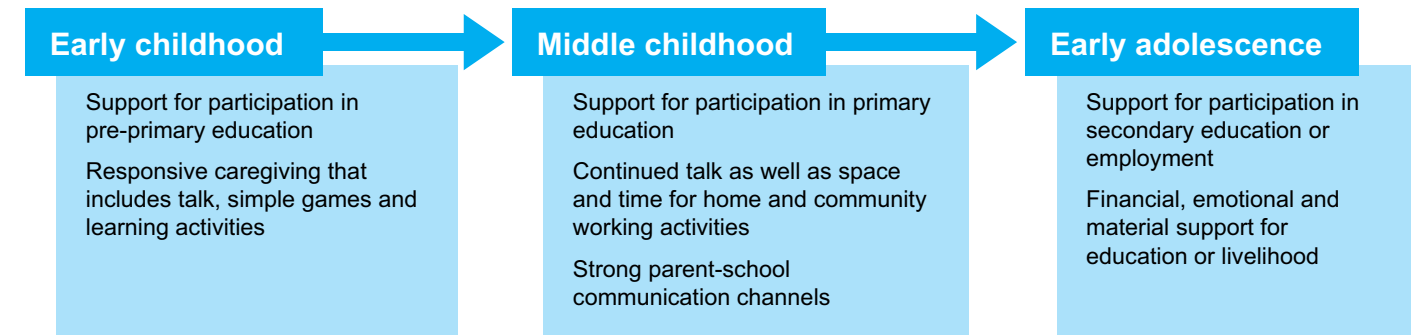 Early childhood
Support for participation in
pre-primary education
Responsive caregiving that
includes talk, simple games and
learning activities
Middle childhood
Support for participation in primary
education
Continued talk as well as space
and time for home and community
working activities
Strong parent-school
communication channels
Early adolescence
Support for participation in
secondary education or
employment
Financial, emotional and
material support for
education or livelihood